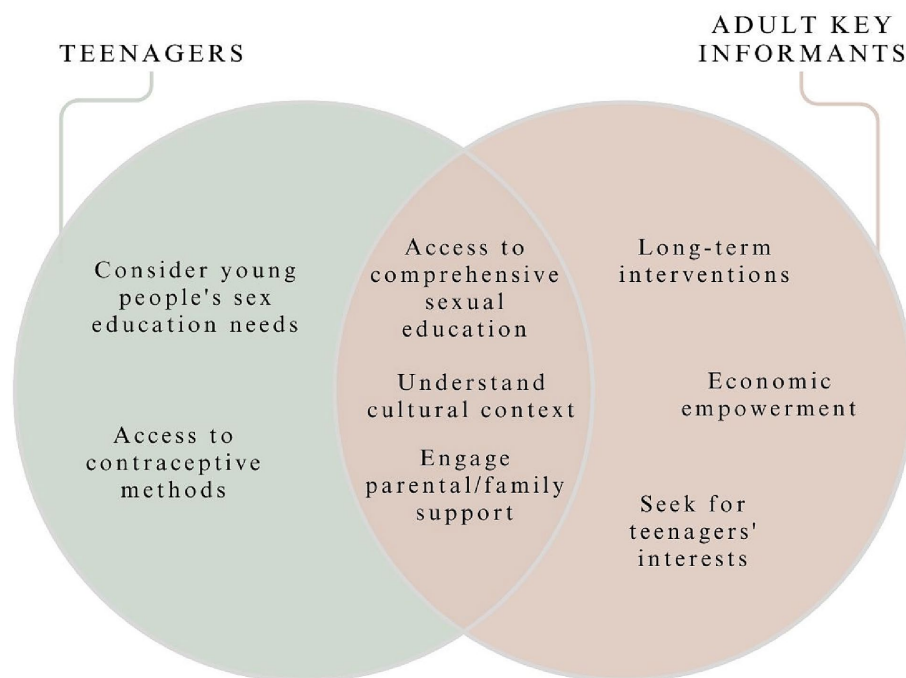 TEENAGERS
ADULT KEY
INFORMANTS
Consider young
people's sex
education needs
Access to
contraceptive
methods
Access to
comprehensive
sexual
education
Understand
cultural context
Engage
parental/family
support
Long-term
interventions
Economic
empowerment
Seek for
teenagers'
interests